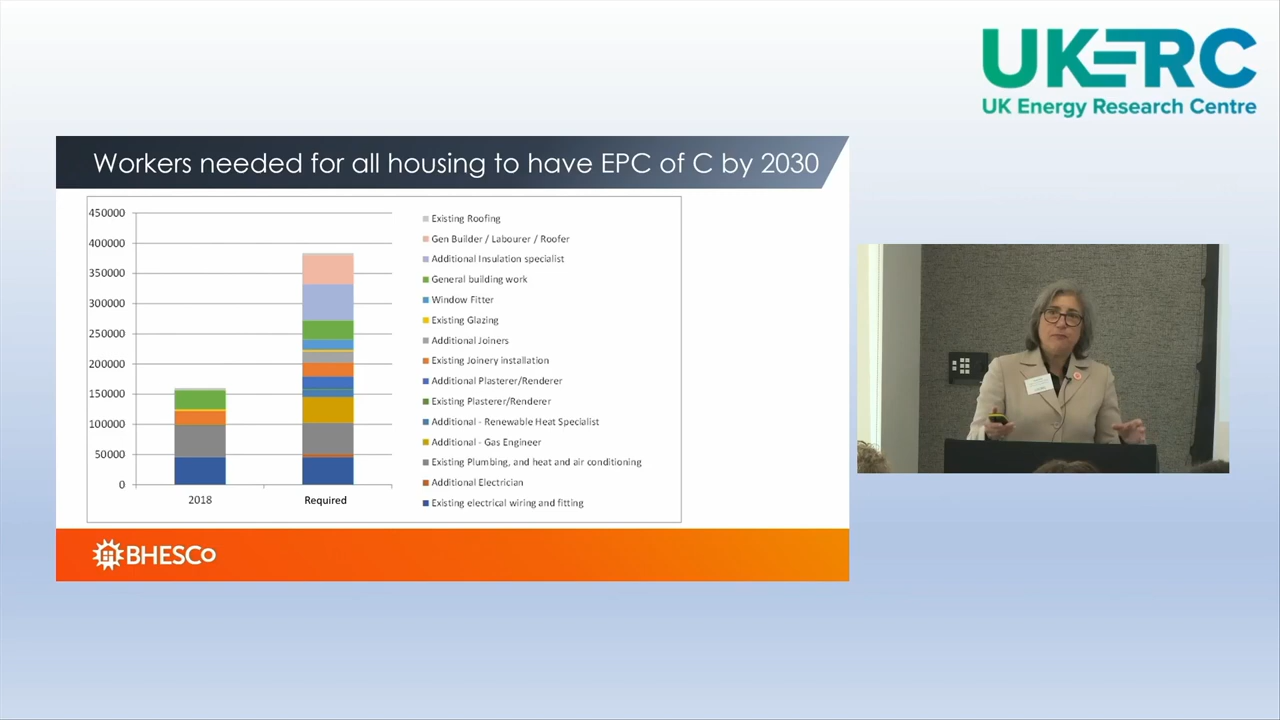 UKERC
UK Energy Research Centre
Workers needed for all housing to have EPC of C by 2030
450000
400000
350000
300000
250000
200000
150000
100000
50000
0
2018
Required
Existing Roofing
Gen Builder / Labourer / Roofer
Additional Insulation specialist
General building work
Window Fitter
Existing Glazing
Additional Joiners
Existing Joinery installation
Additional Plasterer/Renderer
Existing Plasterer/Renderer
Additional - Renewable Heat Specialist
Additional - Gas Engineer
Existing Plumbing, and heat and air conditioning
Additional Electrician
Existing electrical wiring and fitting
BHESCo